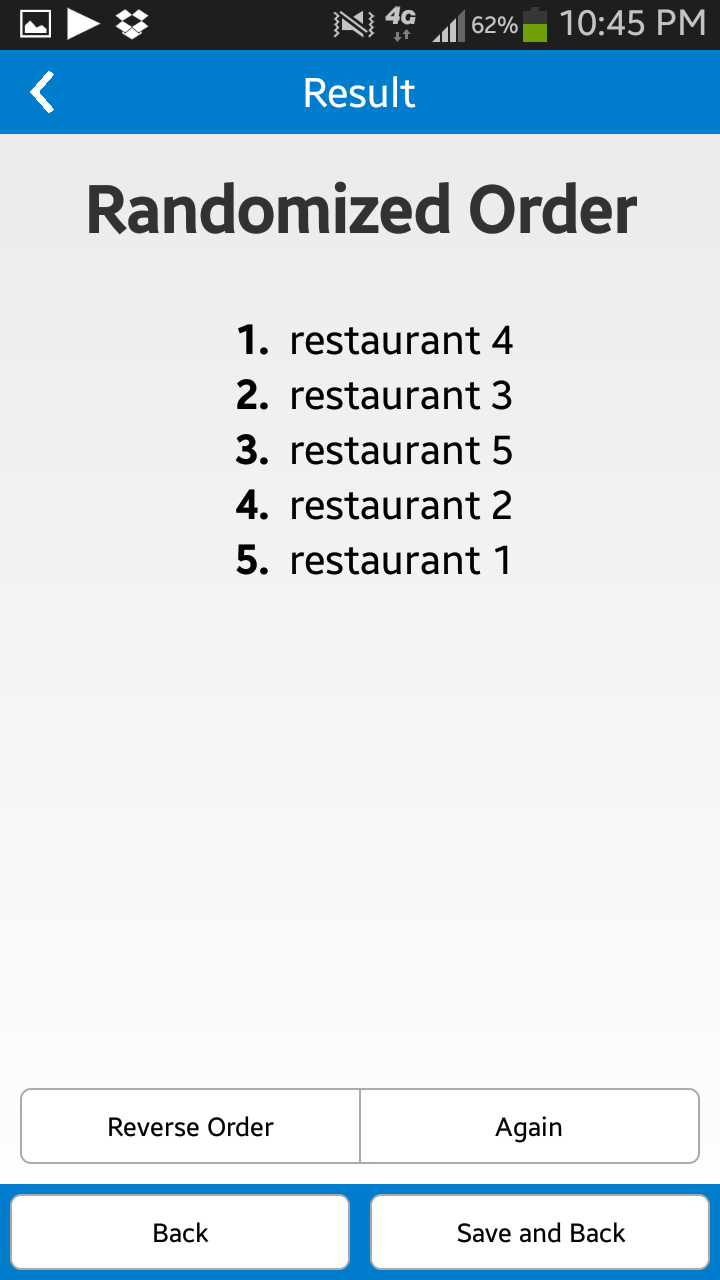 4G 62% 10:45 PM
Result
Randomized Order
1. restaurant 4
2. restaurant 3
3. restaurant 5
4. restaurant 2
5. restaurant 1
Reverse Order Again
Back Save and Back